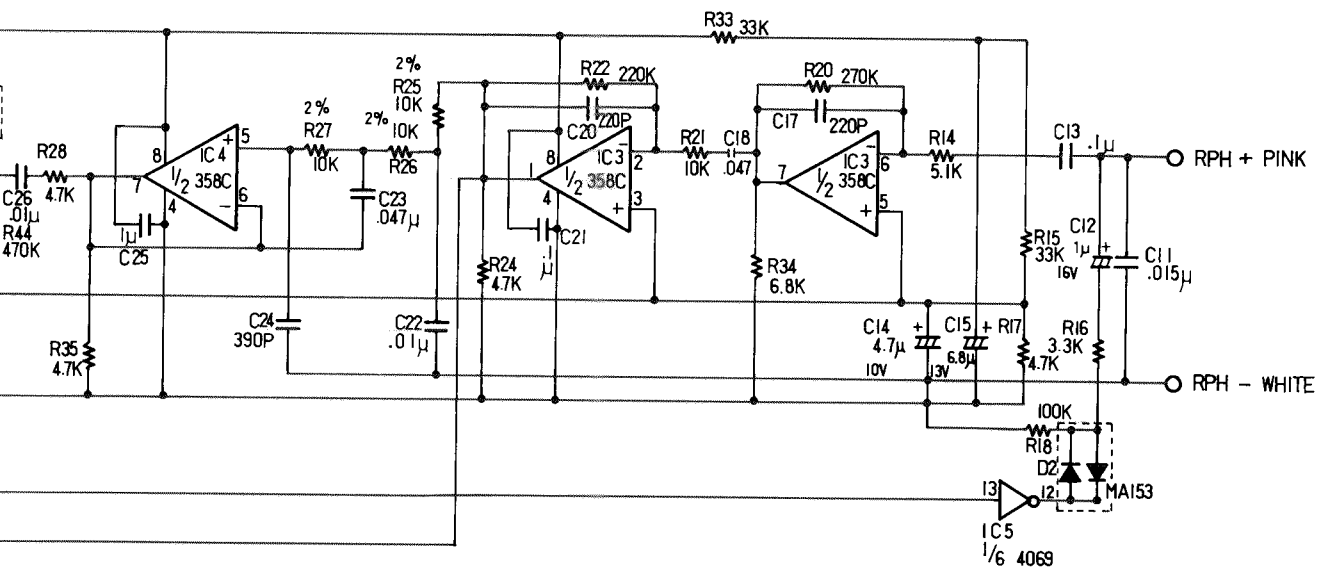 R33 33K
2%
R25
10K
R22 220K
R20 270K
2%
R27
10K
2%
10K
R26
C20
220P
C17
220P
R28
4.7K
8
IC4
1/2
358C
+
5
6
−
7
4
C26
.01µ
R44
470K
1µ
C25
C23
.047µ
8
IC3
1/2
358C
−
2
3
+
1
4
C21
R21
10K
C18
.047
7
IC3
1/2
358C
−
6
5
+
R14
5.1K
C13 .1µ
RPH + PINK
R24
4.7K
R34
6.8K
R15
33K
C12
1µ
+
16V
C11
.015µ
C24
390P
C22
.01µ
R35
4.7K
C14
4.7µ
+
10V
C15
6.8µ
+
13V
R17
4.7K
R16
3.3K
RPH − WHITE
100K
R18
D2
MA153
13
12
IC5
1/6 4069